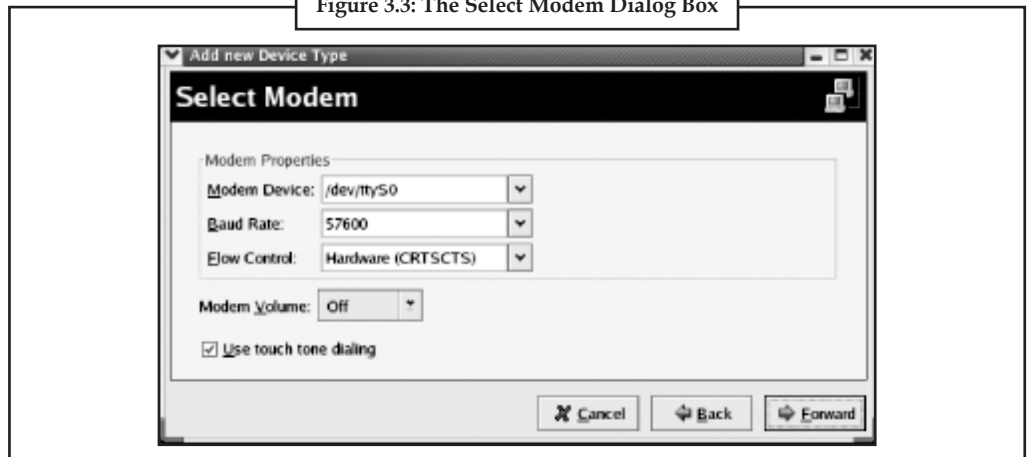 Figure 3.3: The Select Modem Dialog Box
Add new Device Type
Select Modem
Modem Properties
Modem Device: /dev/ttyS0
Baud Rate: 57600
Flow Control: Hardware (CRTSCTS)
Modem Volume: Off
Use touch tone dialing
Cancel Back Forward